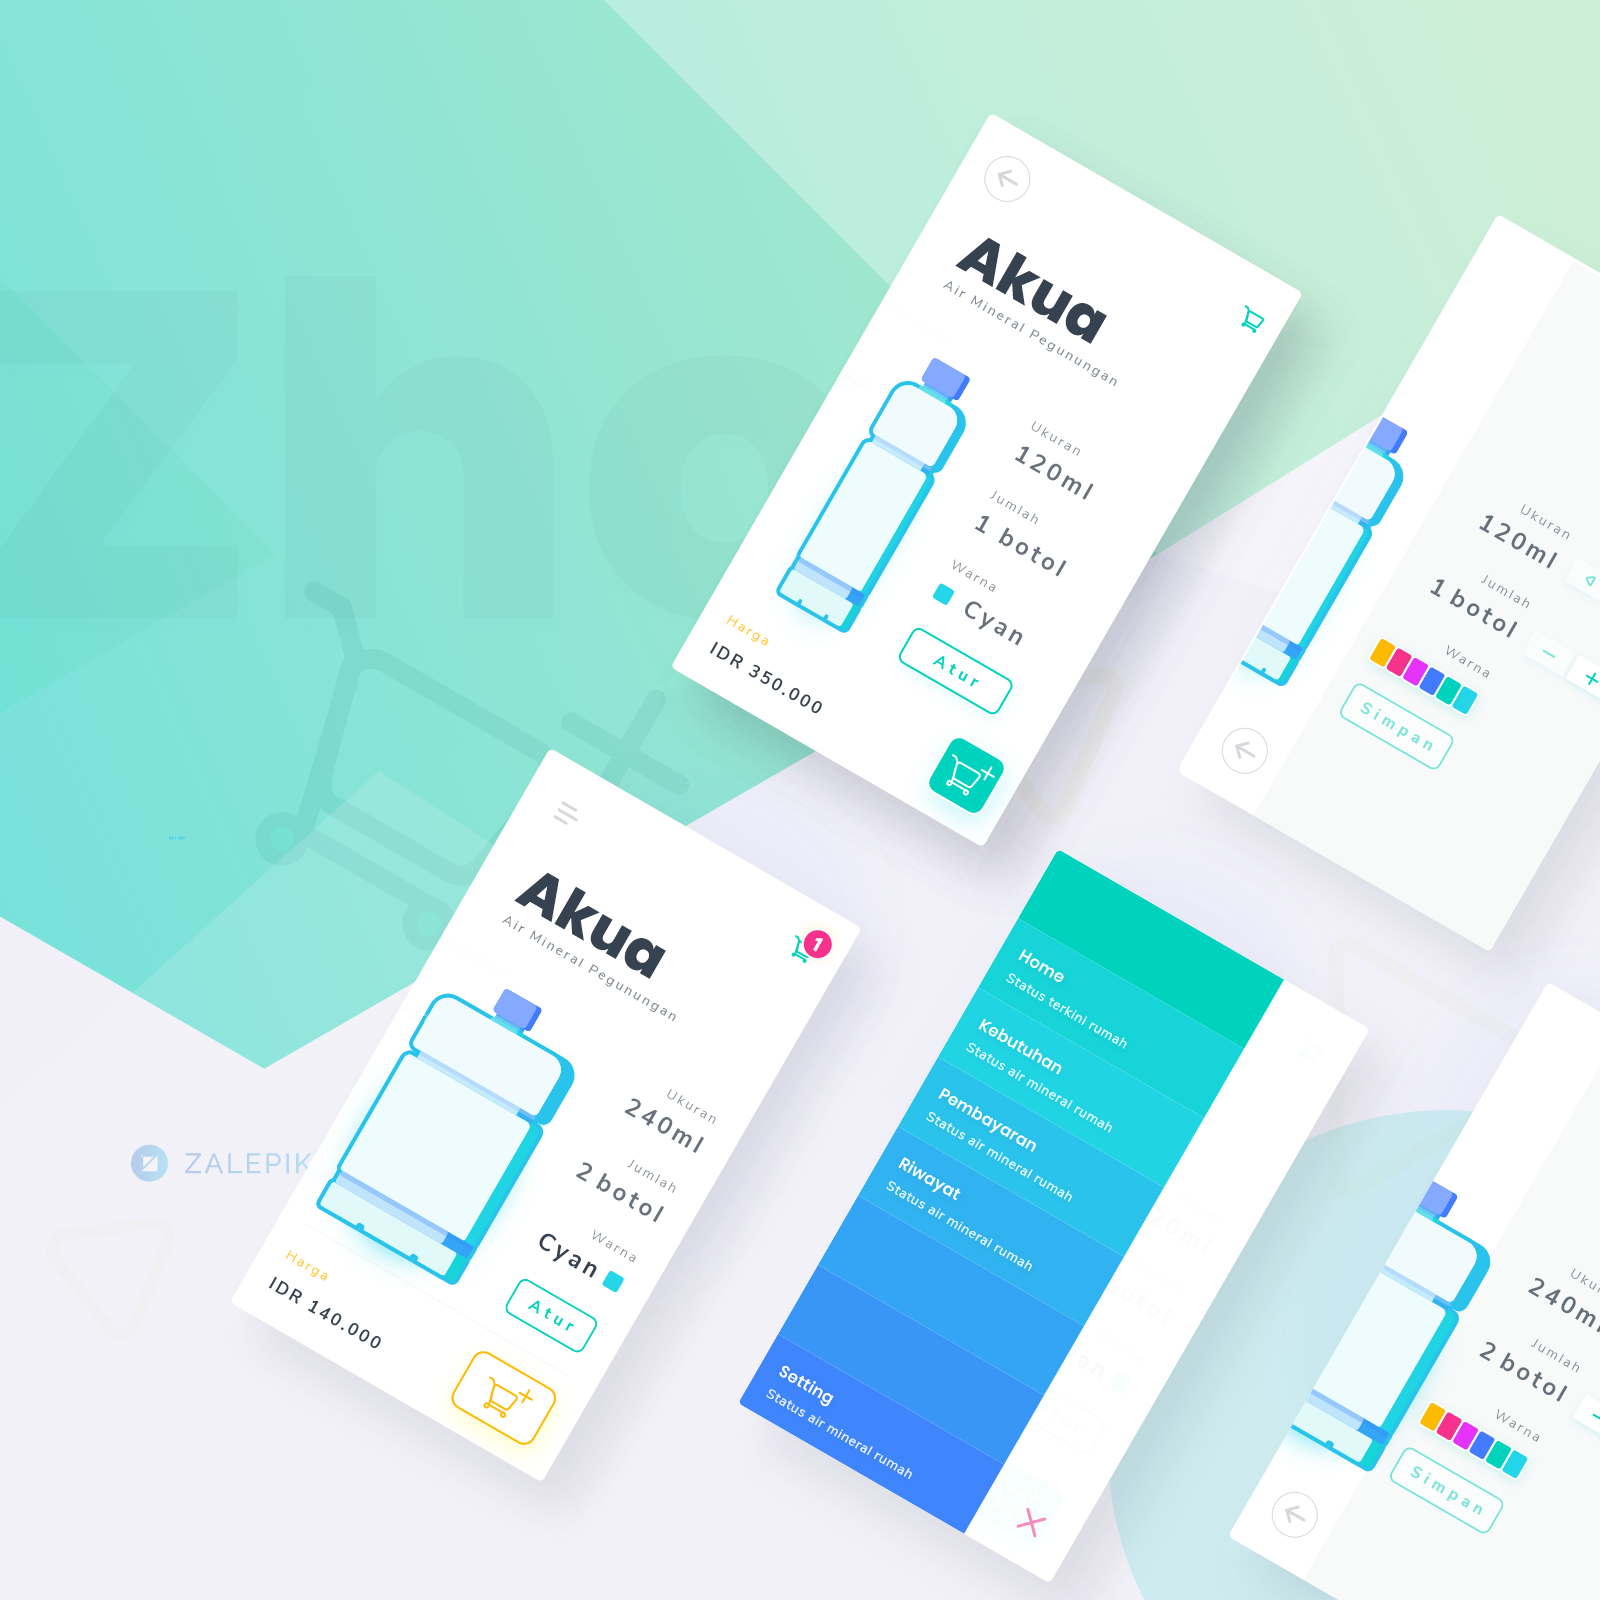 Zho
Akua
Air Mineral Pegunungan
Ukuran
120ml
Jumlah
1 botol
Warna
Cyan
Atur
Harga
IDR 350.000
Ukuran
120ml
Jumlah
1 botol
Warna
Simpan
Akua
Air Mineral Pegunungan
1
Ukuran
240ml
Jumlah
2 botol
Warna
Cyan
Atur
Harga
IDR 140.000
Home
Status terkini rumah
Kebutuhan
Status air mineral rumah
Pembayaran
Status air mineral rumah
Riwayat
Status air mineral rumah
Setting
Status air mineral rumah
240ml
Jumlah
2 botol
Warna
Simpan
ZALEPIK